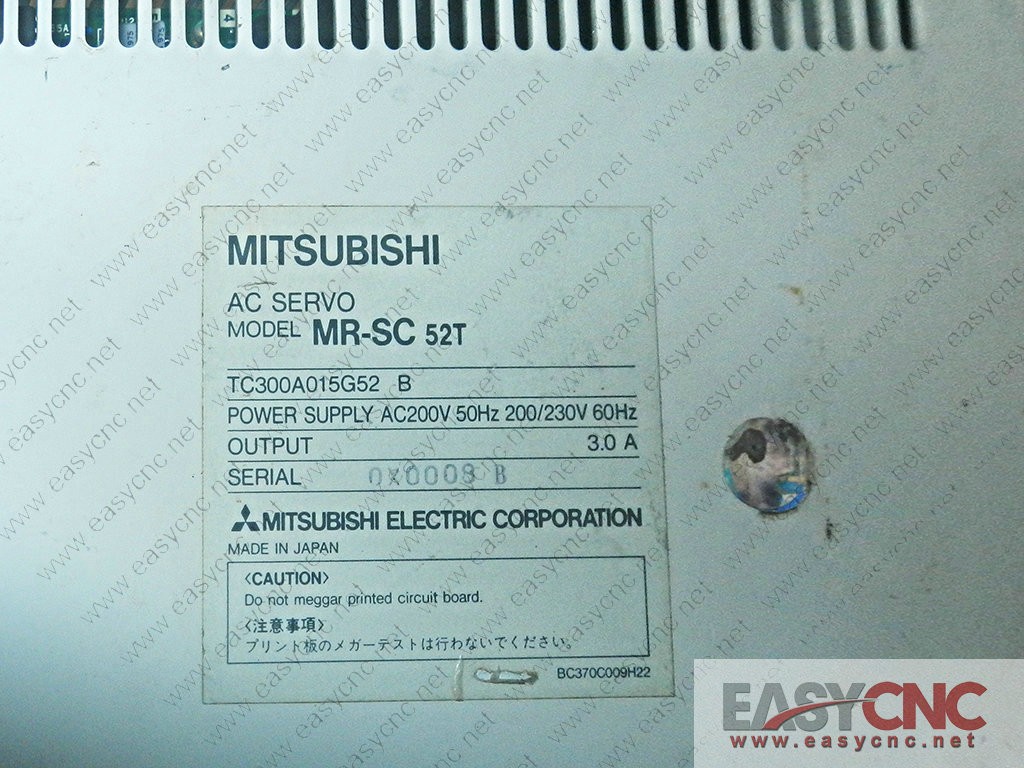 MITSUBISHI
AC SERVO
MODEL MR-SC 52T
TC300A015G52 B
POWER SUPPLY AC200V 50Hz 200/230V 60Hz
OUTPUT 3.0 A
SERIAL 0X0008 B
MITSUBISHI ELECTRIC CORPORATION
MADE IN JAPAN
〈CAUTION〉
Do not meggar printed circuit board.
〈注意事項〉
プリント板のメガーテストは行わないでください。
BC370C009H22
EASYCNC
www.easycnc.net